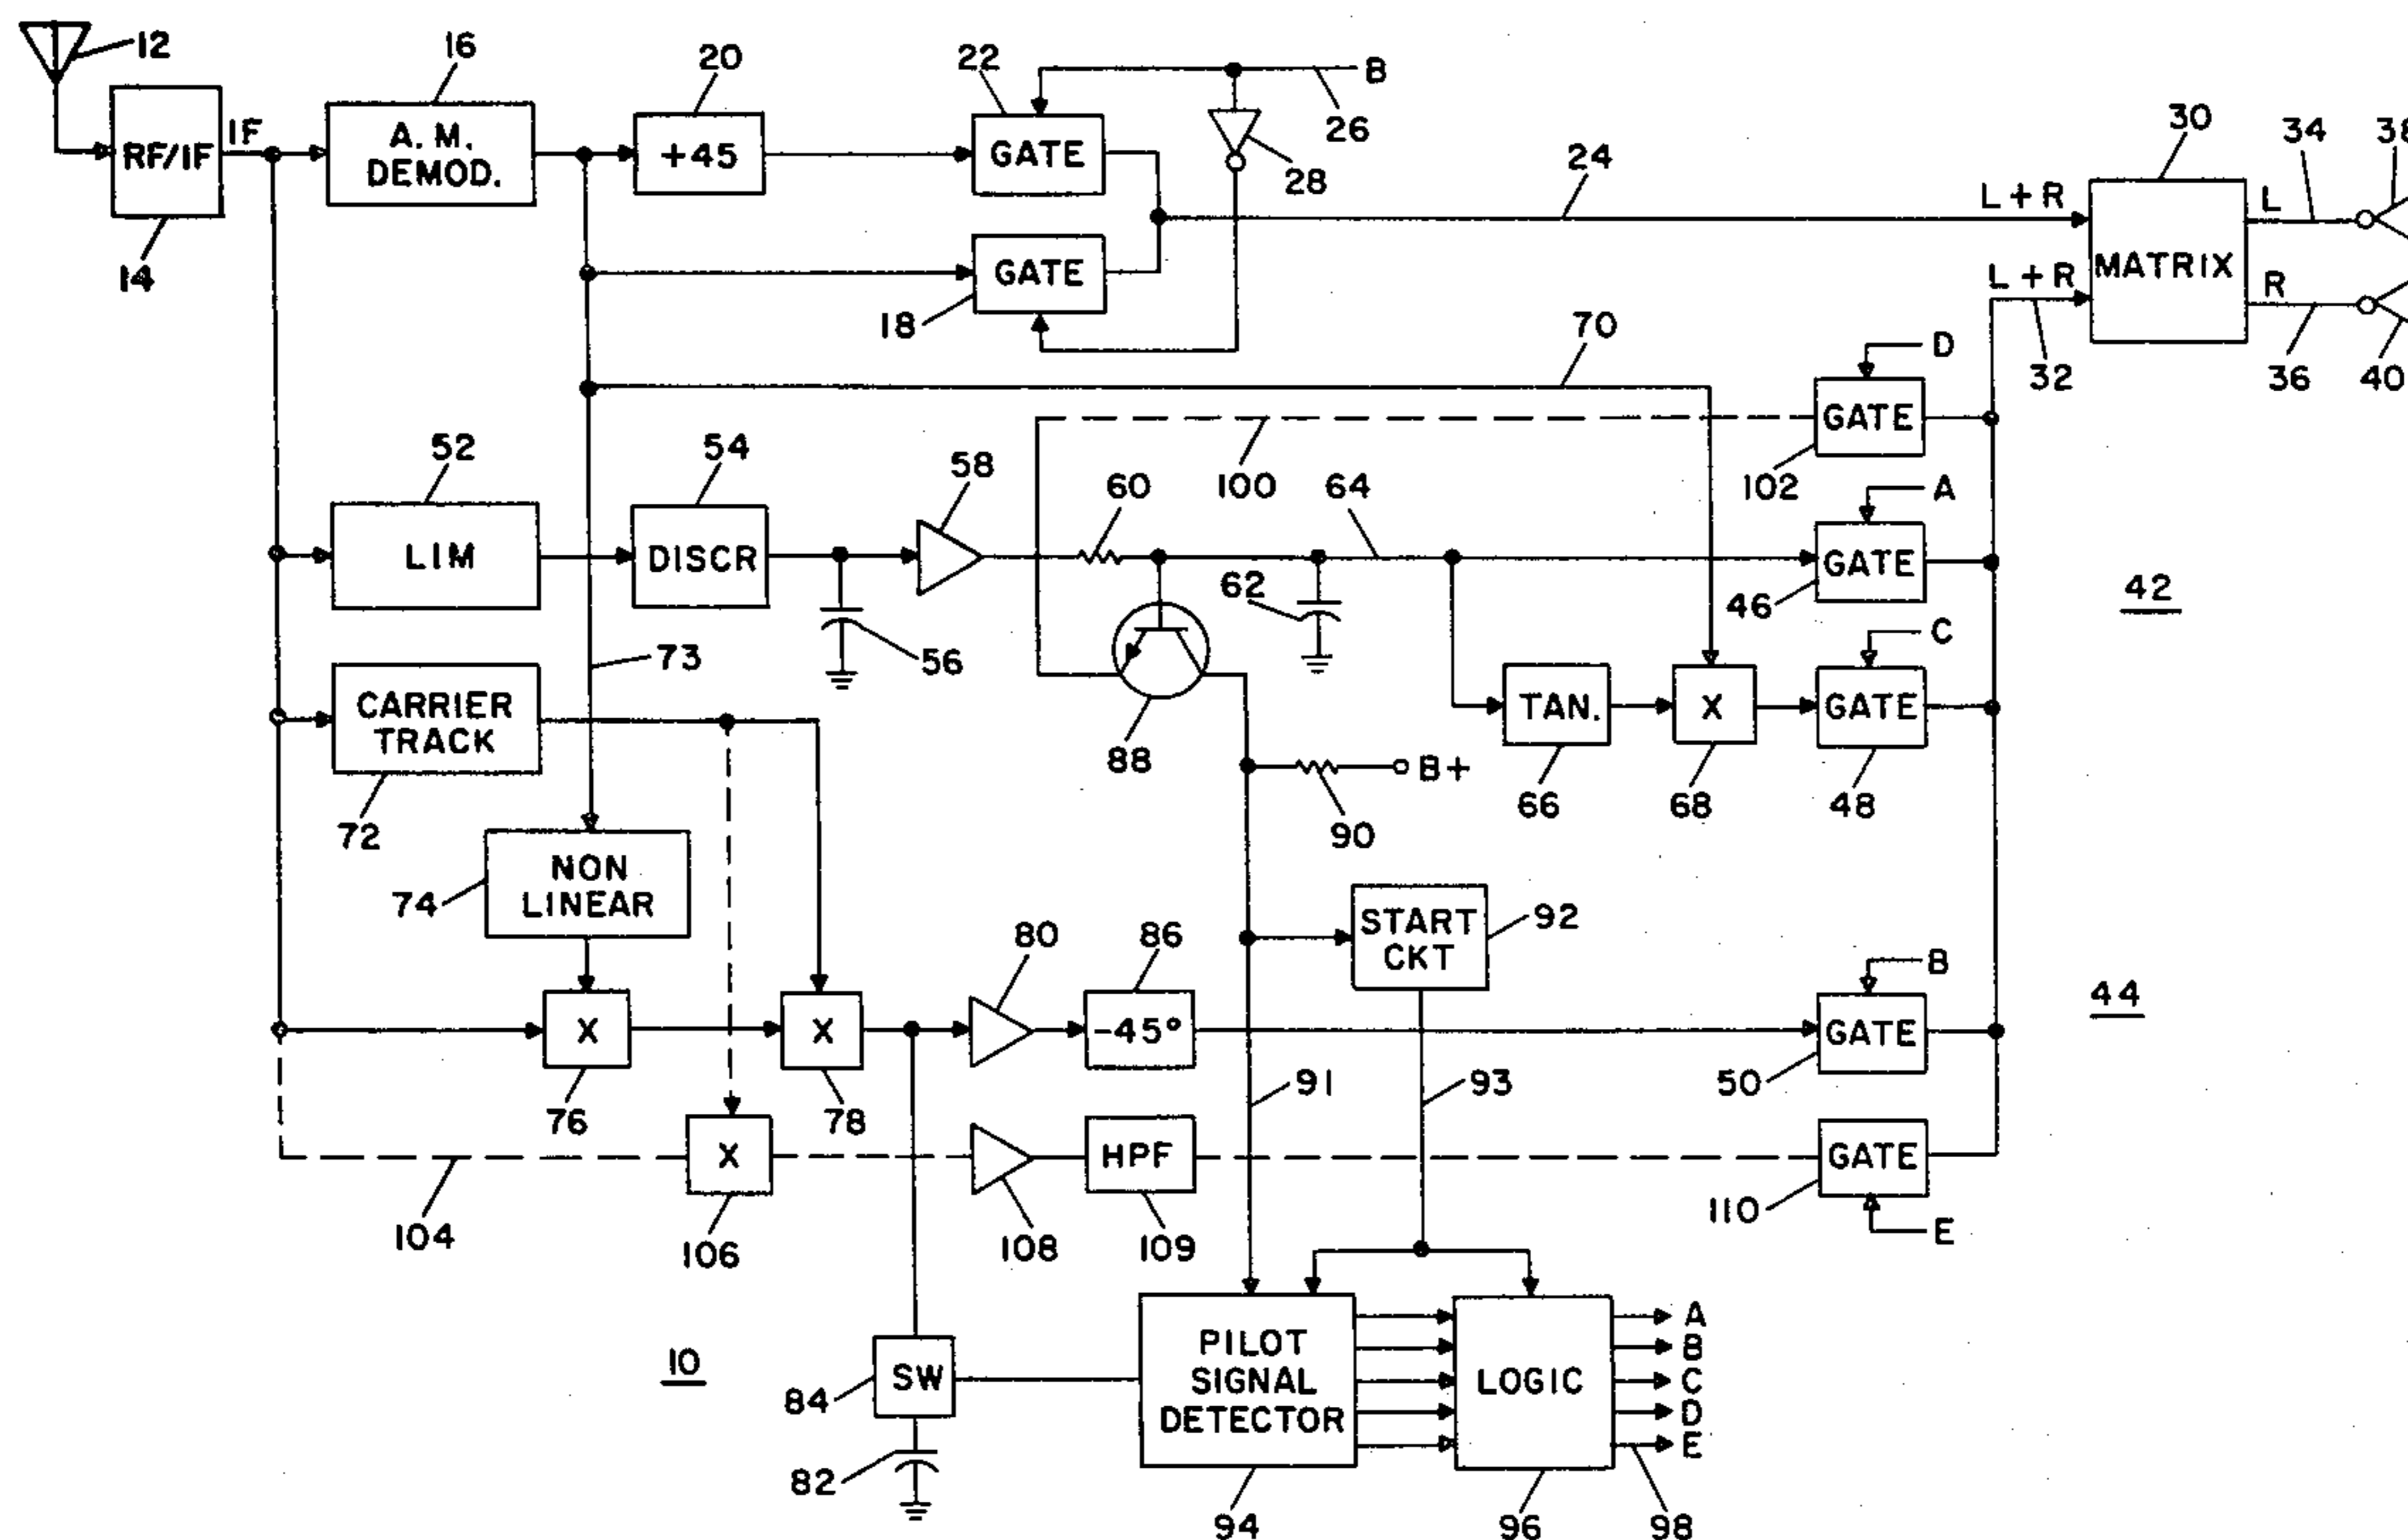 12
16
20
22
B
26
28
30
34
38
RF/IF
IF
A. M.
DEMOD.
+45
GATE
24
L + R
L
MATRIX
14
18
GATE
70
L + R
R
32
36
40
D
GATE
102
52
54
58
60
100
64
A
LIM
DISCR
62
GATE
46
42
56
73
C
CARRIER
TRACK
72
88
TAN.
66
X
68
GATE
48
90
B+
NON
LINEAR
74
START
CKT
92
80
86
B
44
X
76
X
78
-45°
GATE
50
91
93
X
106
104
108
HPF
109
GATE
110
E
10
SW
84
82
PILOT
SIGNAL
DETECTOR
94
LOGIC
96
A
B
C
D
E
98